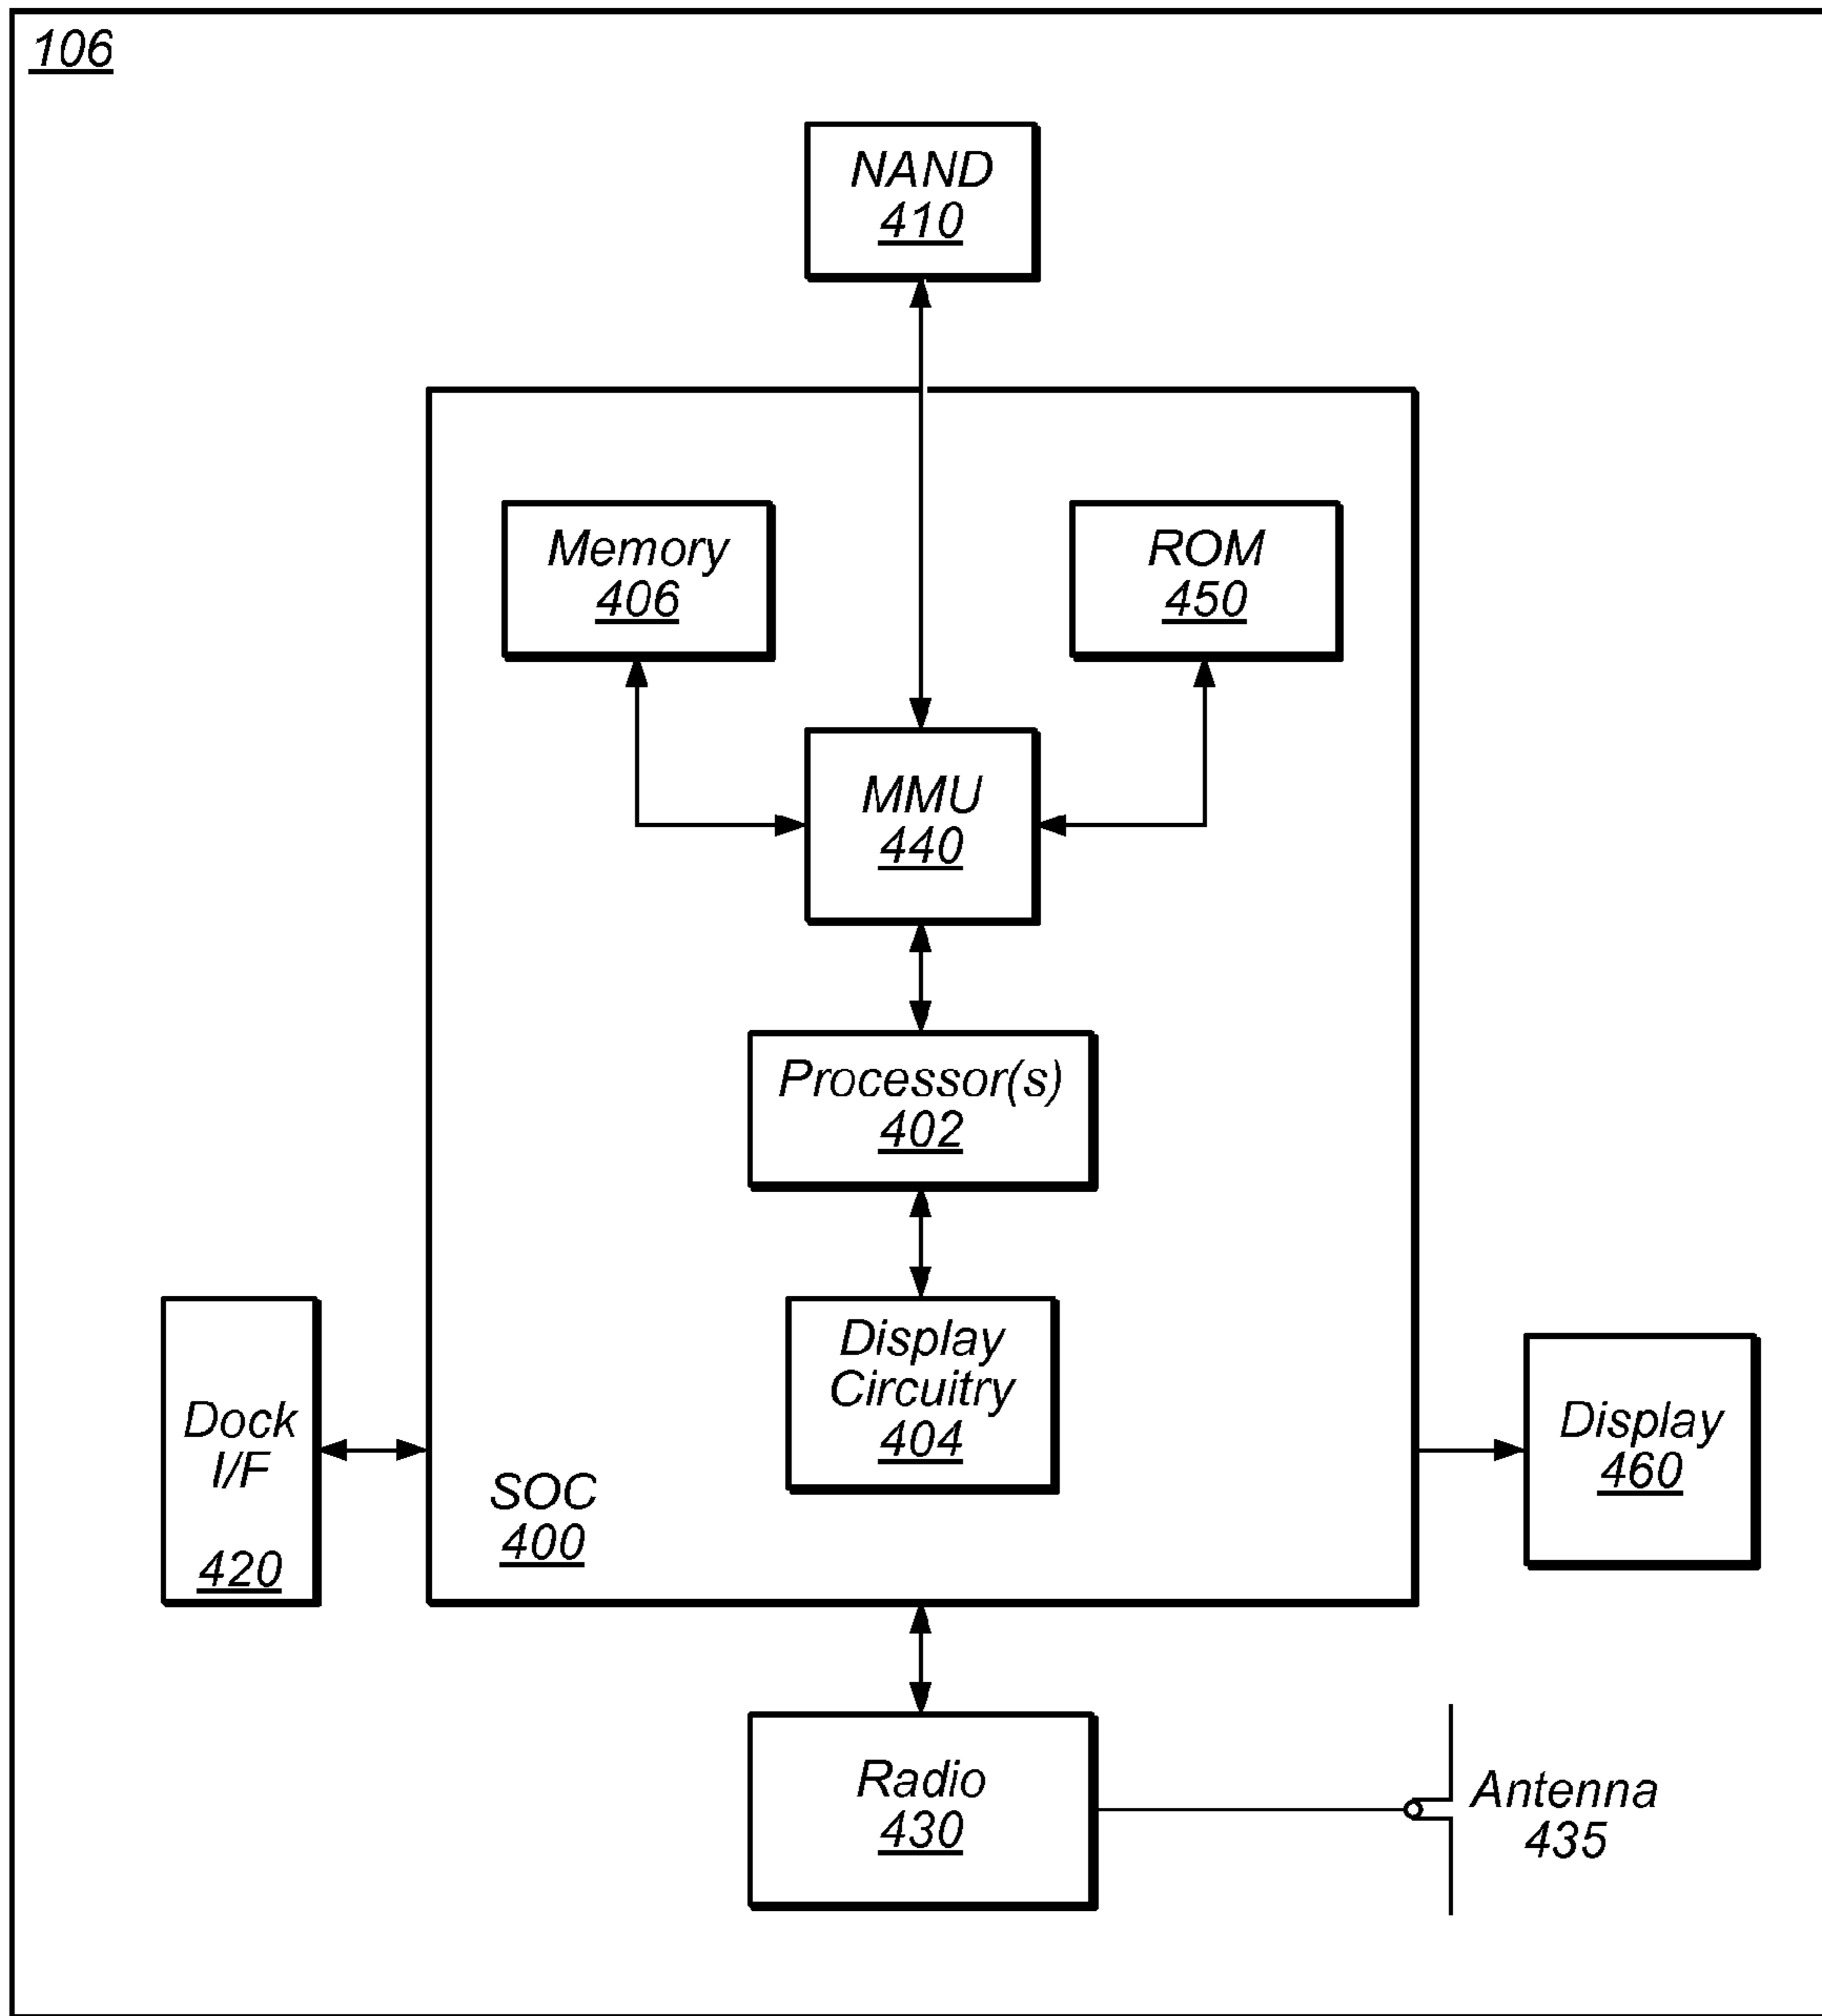 106
NAND
410
Memory
406
ROM
450
MMU
440
Processor(s)
402
Display
Circuitry
404
Dock
I/F
420
SOC
400
Display
460
Radio
430
Antenna
435